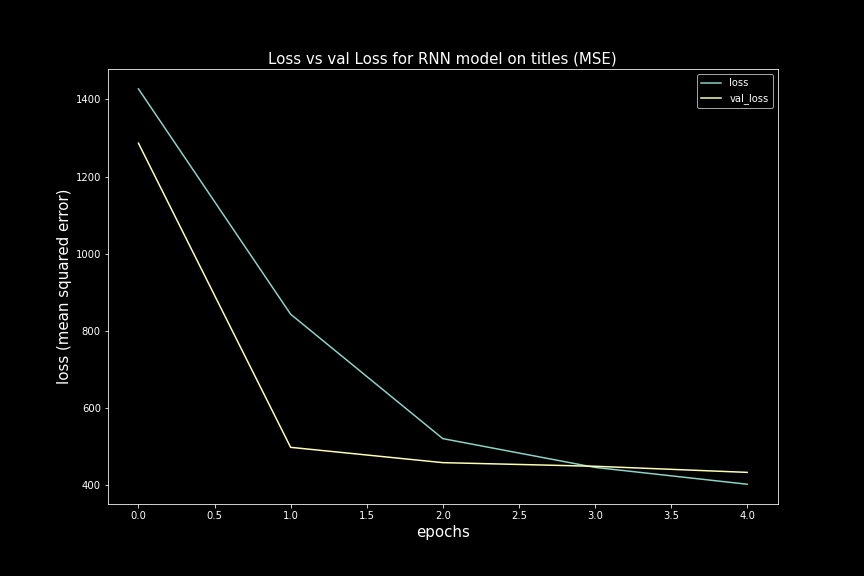 Loss vs val Loss for RNN model on titles (MSE)
loss
val_loss
1400
1200
1000
800
600
400
loss (mean squared error)
0.0 0.5 1.0 1.5 2.0 2.5 3.0 3.5 4.0
epochs